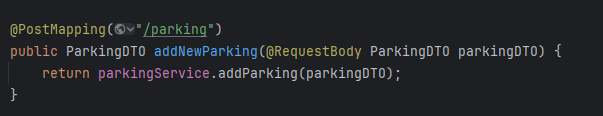 @PostMapping("/parking")
public ParkingDTO addNewParking(@RequestBody ParkingDTO parkingDTO) {
    return parkingService.addParking(parkingDTO);
}